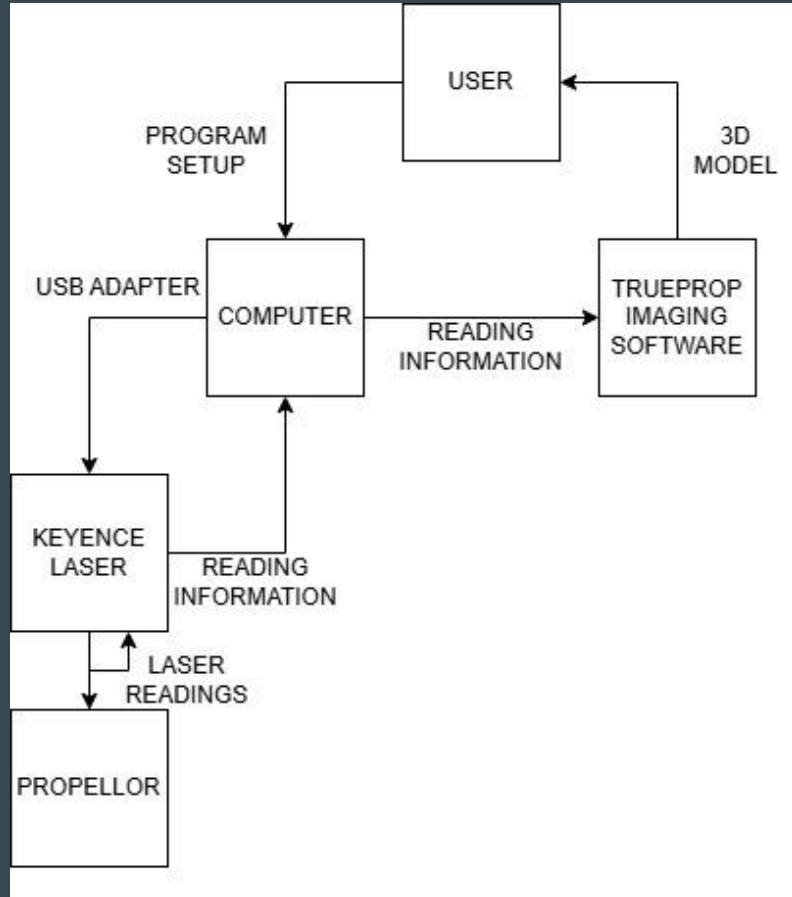 USER
PROGRAM
SETUP
3D
MODEL
USB ADAPTER
COMPUTER
READING
INFORMATION
TRUEPROP
IMAGING
SOFTWARE
KEYENCE
LASER
READING
INFORMATION
LASER
READINGS
PROPELLOR